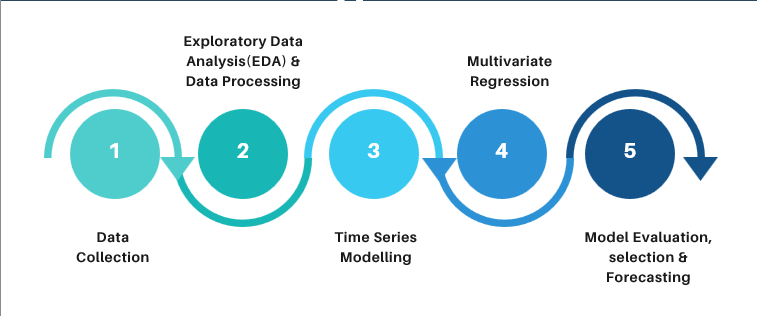 1
Data
Collection
Exploratory Data
Analysis(EDA) &
Data Processing
2
3
Time Series
Modelling
Multivariate
Regression
4
5
Model Evaluation,
selection &
Forecasting